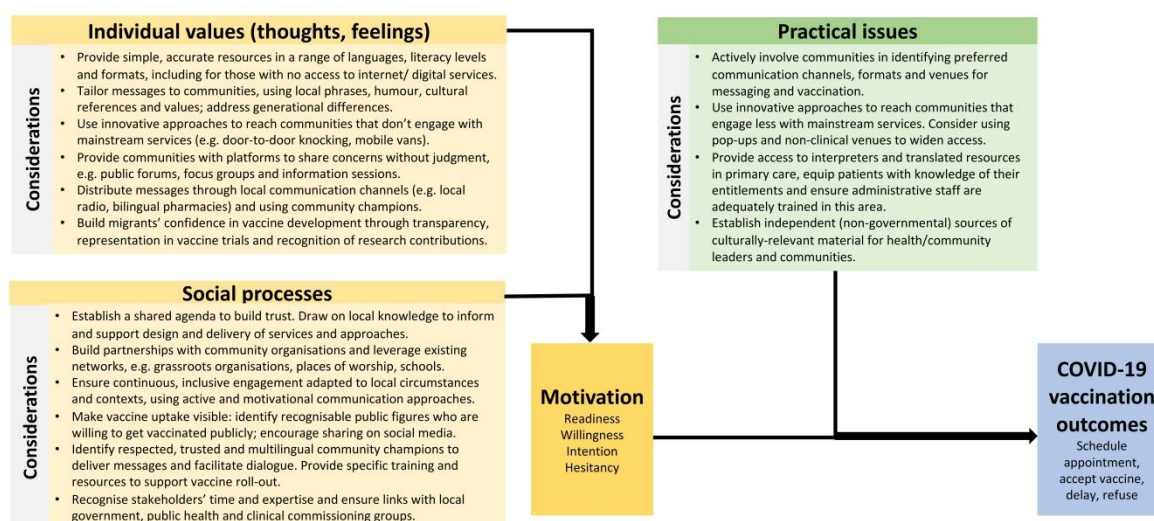 Individual values (thoughts, feelings)
Considerations
• Provide simple, accurate resources in a range of languages, literacy levels
and formats, including for those with no access to internet/ digital services.
• Tailor messages to communities, using local phrases, humour, cultural
references and values; address generational differences.
• Use innovative approaches to reach communities that don't engage with
mainstream services (e.g. door-to-door knocking, mobile vans).
• Provide communities with platforms to share concerns without judgment,
e.g. public forums, focus groups and information sessions.
• Distribute messages through local communication channels (e.g. local
radio, bilingual pharmacies) and using community champions.
• Build migrants' confidence in vaccine development through transparency,
representation in vaccine trials and recognition of research contributions.
Social processes
Considerations
• Establish a shared agenda to build trust. Draw on local knowledge to inform
and support design and delivery of services and approaches.
• Build partnerships with community organisations and leverage existing
networks, e.g. grassroots organisations, places of worship, schools.
• Ensure continuous, inclusive engagement adapted to local circumstances
and contexts, using active and motivational communication approaches.
• Make vaccine uptake visible: identify recognisable public figures who are
willing to get vaccinated publicly; encourage sharing on social media.
• Identify respected, trusted and multilingual community champions to
deliver messages and facilitate dialogue. Provide specific training and
resources to support vaccine roll-out.
• Recognise stakeholders' time and expertise and ensure links with local
government, public health and clinical commissioning groups.
Practical issues
Considerations
• Actively involve communities in identifying preferred
communication channels, formats and venues for
messaging and vaccination.
• Use innovative approaches to reach communities that
engage less with mainstream services. Consider using
pop-ups and non-clinical venues to widen access.
• Provide access to interpreters and translated resources
in primary care, equip patients with knowledge of their
entitlements and ensure administrative staff are
adequately trained in this area.
• Establish independent (non-governmental) sources of
culturally-relevant material for health/community
leaders and communities.
Motivation
Readiness
Willingness
Intention
Hesitancy
COVID-19
vaccination
outcomes
Schedule
appointment,
accept vaccine,
delay, refuse